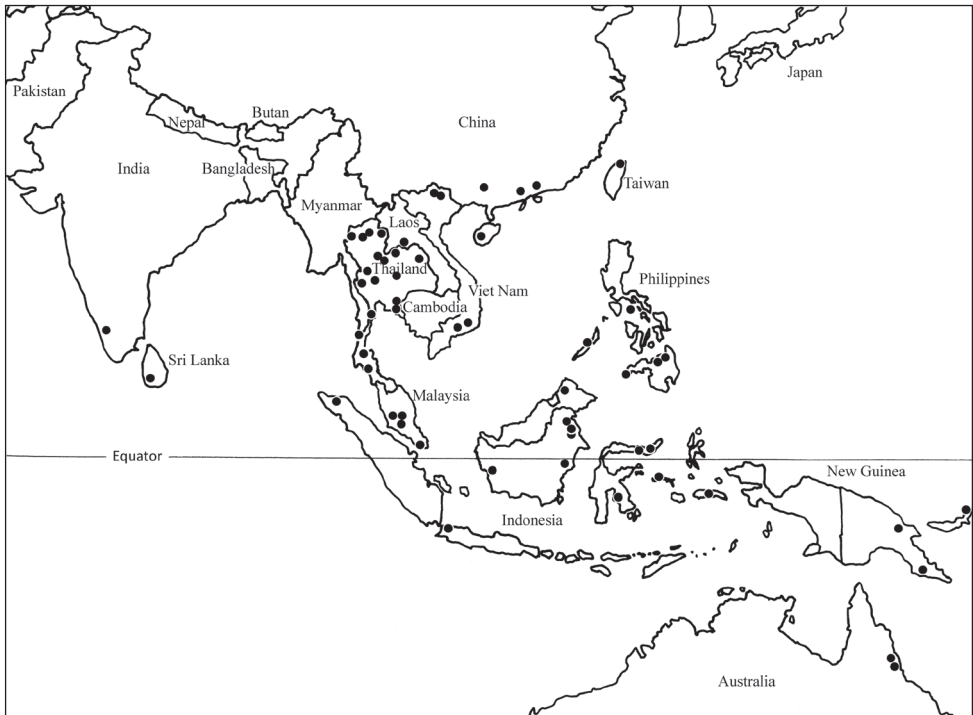 Japan
Pakistan
Butan
Nepal
China
India
Bangladesh
Taiwan
Myanmar
Laos
Thailand
Philippines
Viet Nam
Cambodia
Sri Lanka
Malaysia
Equator
New Guinea
Indonesia
Australia